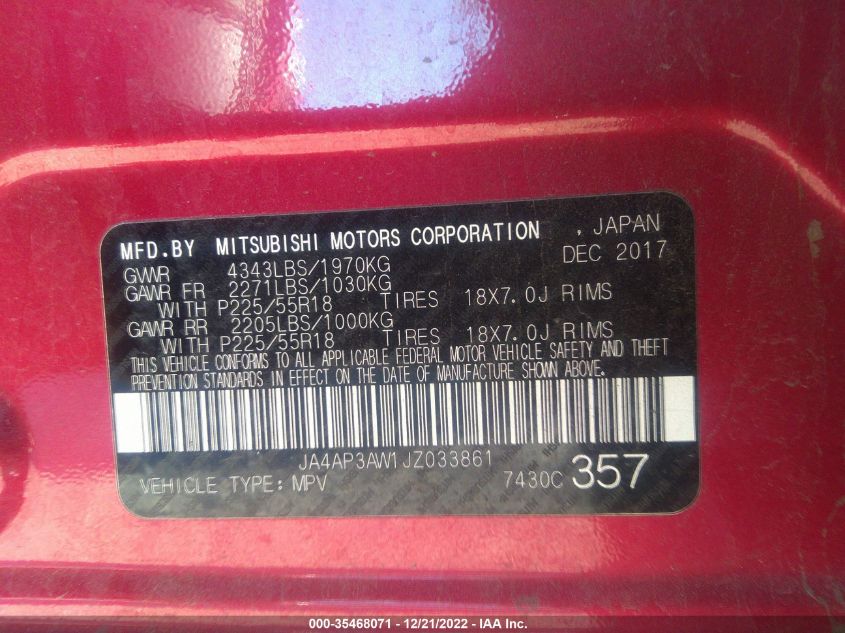 MFD.BY MITSUBISHI MOTORS CORPORATION , JAPAN
DEC 2017
GVWR 4343LBS/1970KG
GAWR FR 2271LBS/1030KG
WITH P225/55R18 TIRES 18X7.0J RIMS
GAWR RR 2205LBS/1000KG
WITH P225/55R18 TIRES 18X7.0J RIMS
THIS VEHICLE CONFORMS TO ALL APPLICABLE FEDERAL MOTOR VEHICLE SAFETY AND THEFT
PREVENTION STANDARDS IN EFFECT ON THE DATE OF MANUFACTURE SHOWN ABOVE.
JA4AP3AW1JZ033861
VEHICLE TYPE: MPV 7430C 357
000-35468071 - 12/21/2022 - IAA Inc.